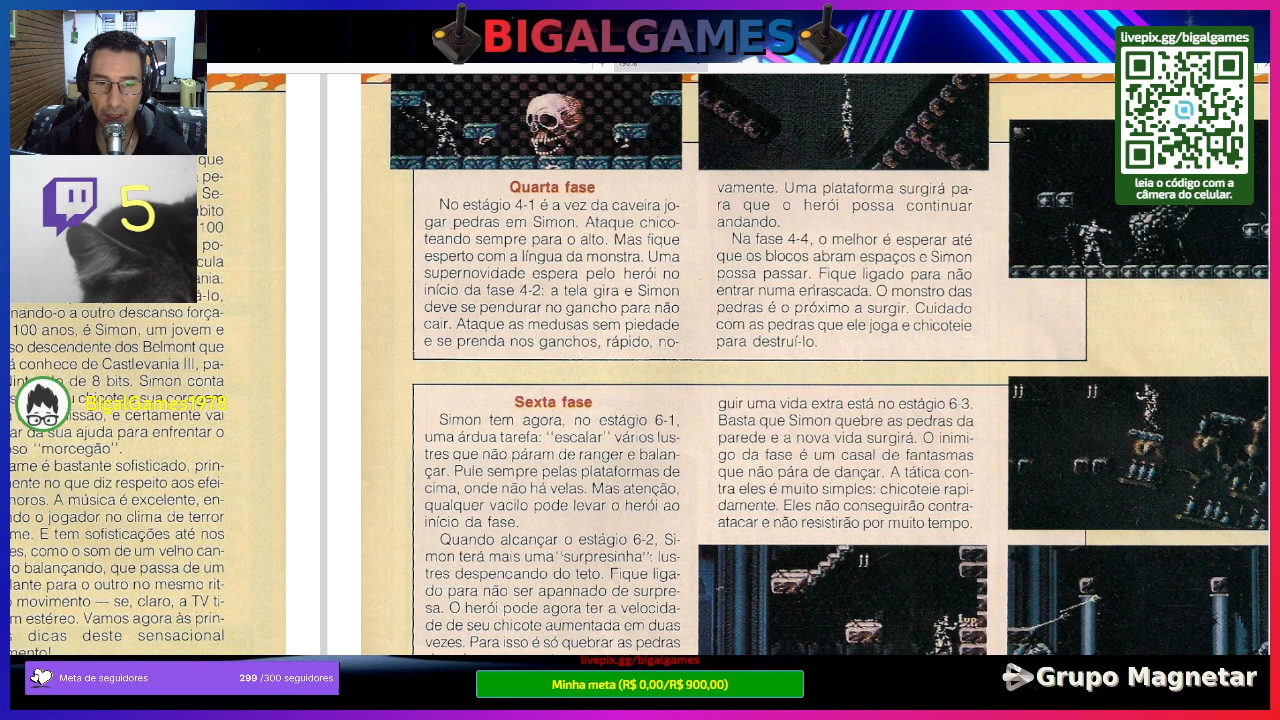 BIGALGAMES
livepix.gg/bigalgames
leia o código com a
câmera do celular.
5
que
pe-
Se-
100
po-
ania.
nando-o a outro descanso força-
100 anos, é Simon, um jovem e
so descendente dos Belmont que
conhece de Castlevania III, pa-
de 8 bits. Simon conta
BigalGames1978
e certamente vai
ar da sua ajuda para enfrentar o
so "morcegão".
ame é bastante sofisticado, prin-
mente no que diz respeito aos efei-
noros. A música é excelente, en-
ndo o jogador no clima de terror
me. E tem sofisticações até nos
es, como o som de um velho can-
o balançando, que passa de um
lante para o outro no mesmo rit-
movimento — se, claro, a TV ti-
m estéreo. Vamos agora às prin-
s dicas deste sensacional
mento!
Quarta fase
No estágio 4-1 é a vez da caveira jo-
gar pedras em Simon. Ataque chico-
teando sempre para o alto. Mas fique
esperto com a língua da monstra. Uma
supernovidade espera pelo herói no
início da fase 4-2: a tela gira e Simon
deve se pendurar no gancho para não
cair. Ataque as medusas sem piedade
e se prenda nos ganchos, rápido, no-
vamente. Uma plataforma surgirá pa-
ra que o herói possa continuar
andando.
Na fase 4-4, o melhor é esperar até
que os blocos abram espaços e Simon
possa passar. Fique ligado para não
entrar numa enrascada. O monstro das
pedras é o próximo a surgir. Cuidado
com as pedras que ele joga e chicoteie
para destruí-lo.
Sexta fase
Simon tem agora, no estágio 6-1,
uma árdua tarefa: "escalar" vários lus-
tres que não páram de ranger e balan-
çar. Pule sempre pelas plataformas de
cima, onde não há velas. Mas atenção,
qualquer vacilo pode levar o herói ao
início da fase.
Quando alcançar o estágio 6-2, Si-
mon terá mais uma "surpresinha": lus-
tres despencando do teto. Fique liga-
do para não ser apanhado de surpre-
sa. O herói pode agora ter a velocida-
de de seu chicote aumentada em duas
vezes. Para isso é só quebrar as pedras
guir uma vida extra está no estágio 6-3.
Basta que Simon quebre as pedras da
parede e a nova vida surgirá. O inimi-
go da fase é um casal de fantasmas
que não pára de dançar. A tática con-
tra eles é muito simples: chicoteie rapi-
damente. Eles não conseguirão contra-
atacar e não resistirão por muito tempo.
1UP
livepix.gg/bigalgames
Meta de seguidores
299 /300 seguidores
Minha meta (R$ 0,00/R$ 900,00)
Grupo Magnetar